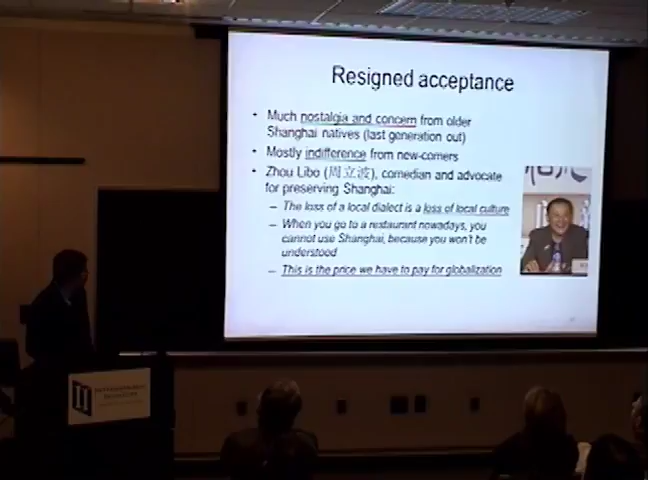 Resigned acceptance
• Much nostalgia and concern from older
Shanghai natives (last generation out)
• Mostly indifference from new-comers
• Zhou Libo (周立波), comedian and advocate
for preserving Shanghai:
– The loss of a local dialect is a loss of local culture
– When you go to a restaurant nowadays, you
cannot use Shanghai, because you won't be
understood
– This is the price we have to pay for globalization